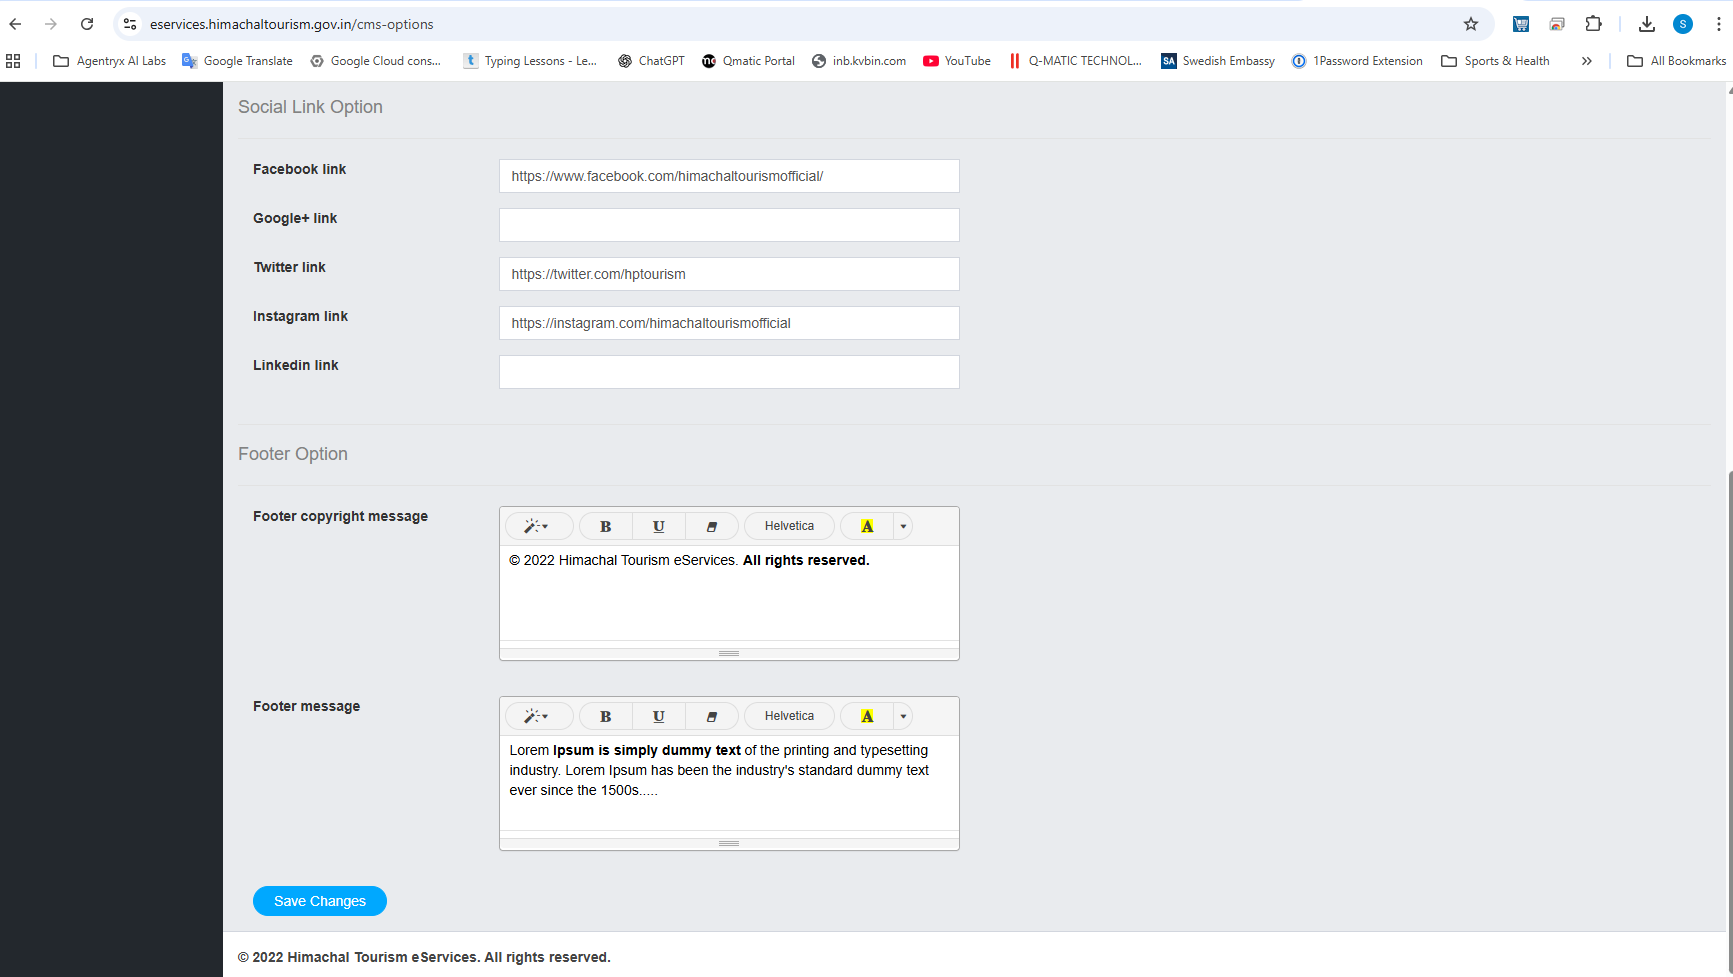 eservices.himachaltourism.gov.in/cms-options
S
Agentryx AI Labs
Google Translate
Google Cloud cons...
Typing Lessons - Le...
ChatGPT
Qmatic Portal
inb.kvbin.com
YouTube
Q-MATIC TECHNOL...
SA Swedish Embassy
1Password Extension
Sports & Health
»
All Bookmarks
Social Link Option
Facebook link
https://www.facebook.com/himachaltourismofficial/
Google+ link
Twitter link
https://twitter.com/hptourism
Instagram link
https://instagram.com/himachaltourismofficial
Linkedin link
Footer Option
Footer copyright message
B U Helvetica A
© 2022 Himachal Tourism eServices. All rights reserved.
Footer message
B U Helvetica A
Lorem Ipsum is simply dummy text of the printing and typesetting
industry. Lorem Ipsum has been the industry's standard dummy text
ever since the 1500s.....
Save Changes
© 2022 Himachal Tourism eServices. All rights reserved.